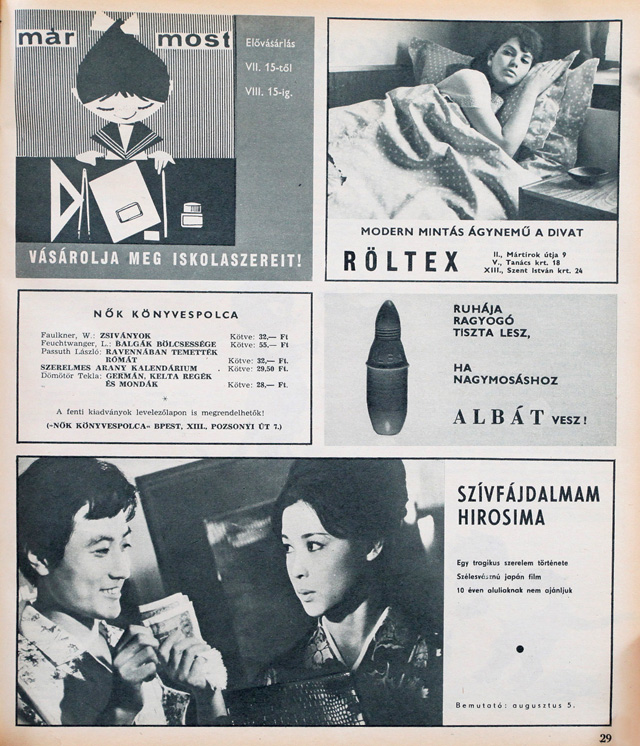 már most
Elővásárlás
VII. 15-től
VIII. 15-ig.
VÁSÁROLJA MEG ISKOLASZEREIT!
MODERN MINTÁS ÁGYNEMŰ A DIVAT
RÖLTEX
II., Mártírok útja 9
V., Tanács krt. 18
XIII., Szent István krt. 24
NŐK KÖNYVESPOLCA
Faulkner, W.: ZSIVÁNYOK Kötve: 32,— Ft
Feuchtwanger, L.: BALGÁK BÖLCSESSÉGE Kötve: 55,— Ft
Passuth László: RAVENNÁBAN TEMETTÉK
RÓMÁT Kötve: 32,— Ft
SZERELMES ARANY KALENDÁRIUM . Kötve: 29,50 Ft
Dömötör Tekla: GERMÁN, KELTA REGÉK
ÉS MONDÁK Kötve: 28,— Ft
*
A fenti kiadványok levelezőlapon is megrendelhetők!
(»NŐK KÖNYVESPOLCA« BPEST, XIII., POZSONYI ÚT 7.)
RUHÁJA
RAGYOGÓ
TISZTA LESZ,
HA
NAGYMOSÁSHOZ
ALBÁT VESZ!
SZÍVFÁJDALMAM
HIROSIMA
Egy tragikus szerelem története
Szélesvásznú japán film
10 éven aluliaknak nem ajánljuk
Bemutató: augusztus 5.
29